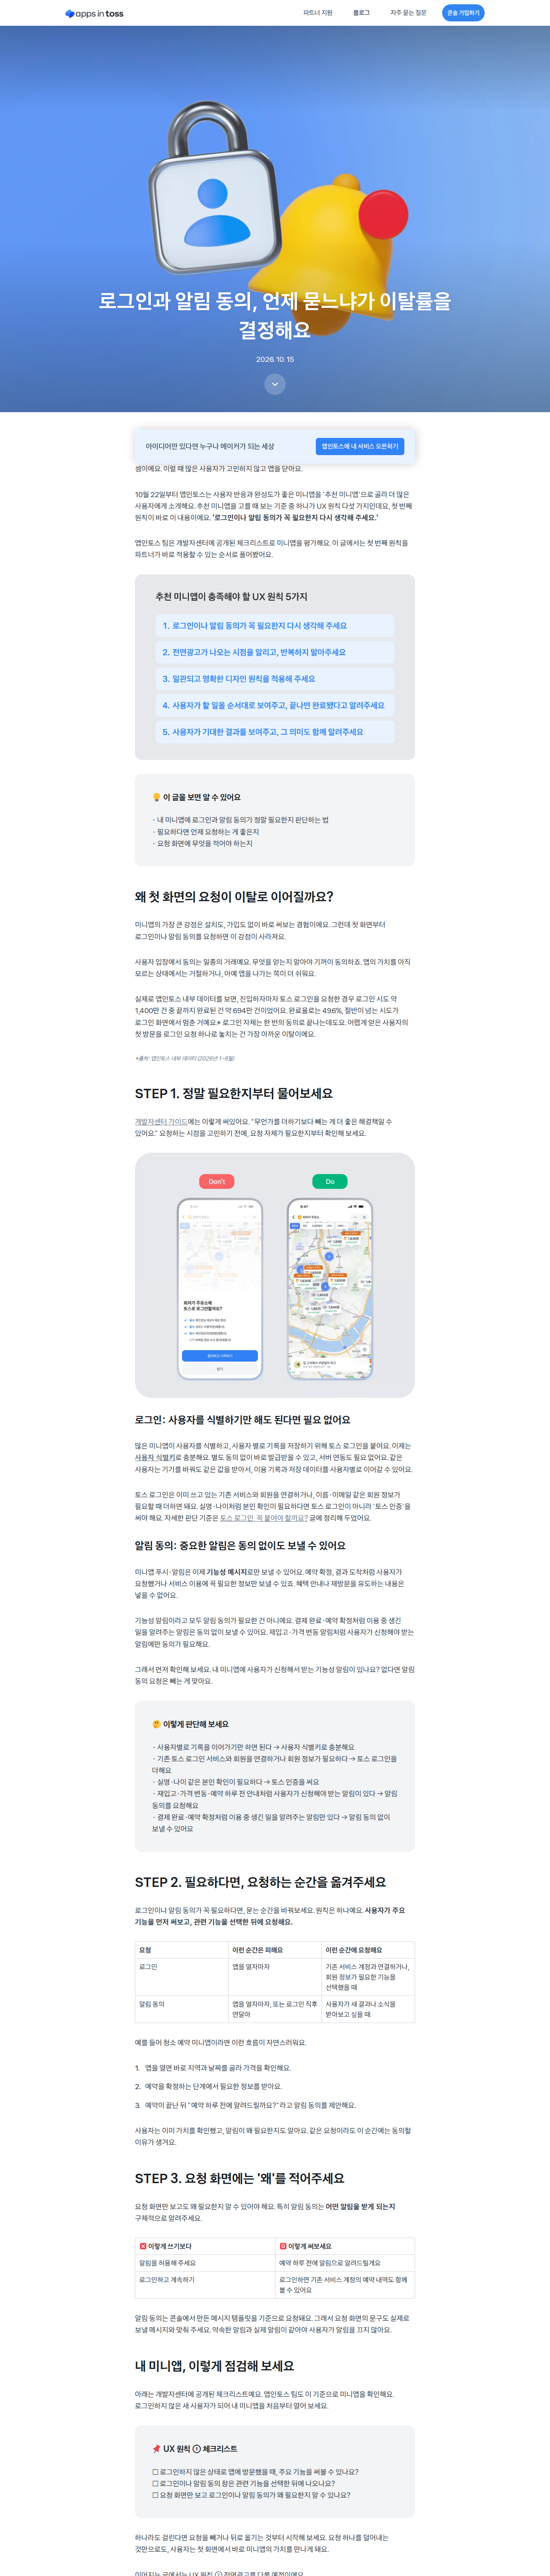 apps in toss
파트너 지원
블로그
자주 묻는 질문
콘솔 가입하기
로그인과 알림 동의, 언제 묻느냐가 이탈률을
결정해요
2026. 10. 15
아이디어만 있다면 누구나 메이커가 되는 세상
앱인토스에 내 서비스 오픈하기
셈이에요. 이럴 때 많은 사용자가 고민하지 않고 앱을 닫아요.
10월 22일부터 앱인토스는 사용자 반응과 완성도가 좋은 미니앱을 '추천 미니앱'으로 골라 더 많은
사용자에게 소개해요. 추천 미니앱을 고를 때 보는 기준 중 하나가 UX 원칙 다섯 가지인데요, 첫 번째
원칙이 바로 이 내용이에요. '로그인이나 알림 동의가 꼭 필요한지 다시 생각해 주세요.'
앱인토스 팀은 개발자센터에 공개된 체크리스트로 미니앱을 평가해요. 이 글에서는 첫 번째 원칙을
파트너가 바로 적용할 수 있는 순서로 풀어봤어요.
추천 미니앱이 충족해야 할 UX 원칙 5가지
1. 로그인이나 알림 동의가 꼭 필요한지 다시 생각해 주세요
2. 전면광고가 나오는 시점을 알리고, 반복하지 말아주세요
3. 일관되고 명확한 디자인 원칙을 적용해 주세요
4. 사용자가 할 일을 순서대로 보여주고, 끝나면 완료됐다고 알려주세요
5. 사용자가 기대한 결과를 보여주고, 그 의미도 함께 알려주세요
💡 이 글을 보면 알 수 있어요
· 내 미니앱에 로그인과 알림 동의가 정말 필요한지 판단하는 법
· 필요하다면 언제 요청하는 게 좋은지
· 요청 화면에 무엇을 적어야 하는지
왜 첫 화면의 요청이 이탈로 이어질까요?
미니앱의 가장 큰 강점은 설치도, 가입도 없이 바로 써보는 경험이에요. 그런데 첫 화면부터
로그인이나 알림 동의를 요청하면 이 강점이 사라져요.
사용자 입장에서 동의는 일종의 거래예요. 무엇을 얻는지 알아야 기꺼이 동의하죠. 앱의 가치를 아직
모르는 상태에서는 거절하거나, 아예 앱을 나가는 쪽이 더 쉬워요.
실제로 앱인토스 내부 데이터를 보면, 진입하자마자 토스 로그인을 요청한 경우 로그인 시도 약
1,400만 건 중 끝까지 완료된 건 약 694만 건이었어요. 완료율로는 49.6%, 절반이 넘는 시도가
로그인 화면에서 멈춘 거예요.* 로그인 자체는 한 번의 동의로 끝나는데도요. 어렵게 얻은 사용자의
첫 방문을 로그인 요청 하나로 놓치는 건 가장 아까운 이탈이에요.
*출처: 앱인토스 내부 데이터 (2026년 1~8월)
STEP 1. 정말 필요한지부터 물어보세요
개발자센터 가이드에는 이렇게 써있어요. "무언가를 더하기보다 빼는 게 더 좋은 해결책일 수
있어요." 요청하는 시점을 고민하기 전에, 요청 자체가 필요한지부터 확인해 보세요.
Don't
Do
최저가 주유소에
토스로 로그인할까요?
동의하고 시작하기
닫기
로그인: 사용자를 식별하기만 해도 된다면 필요 없어요
많은 미니앱이 사용자를 식별하고, 사용자 별로 기록을 저장하기 위해 토스 로그인을 붙여요. 이제는
사용자 식별키로 충분해요. 별도 동의 없이 바로 발급받을 수 있고, 서버 연동도 필요 없어요. 같은
사용자는 기기를 바꿔도 같은 값을 받아서, 이용 기록과 저장 데이터를 사용자별로 이어갈 수 있어요.
토스 로그인은 이미 쓰고 있는 기존 서비스와 회원을 연결하거나, 이름·이메일 같은 회원 정보가
필요할 때 더하면 돼요. 실명·나이처럼 본인 확인이 필요하다면 토스 로그인이 아니라 '토스 인증'을
써야 해요. 자세한 판단 기준은 토스 로그인, 꼭 붙여야 할까요? 글에 정리해 두었어요.
알림 동의: 중요한 알림은 동의 없이도 보낼 수 있어요
미니앱 푸시·알림은 이제 기능성 메시지로만 보낼 수 있어요. 예약 확정, 결과 도착처럼 사용자가
요청했거나 서비스 이용에 꼭 필요한 정보만 보낼 수 있죠. 혜택 안내나 재방문을 유도하는 내용은
넣을 수 없어요.
기능성 알림이라고 모두 알림 동의가 필요한 건 아니에요. 결제 완료·예약 확정처럼 이용 중 생긴
일을 알려주는 알림은 동의 없이 보낼 수 있어요. 재입고·가격 변동 알림처럼 사용자가 신청해야 받는
알림에만 동의가 필요해요.
그래서 먼저 확인해 보세요. 내 미니앱에 사용자가 신청해서 받는 기능성 알림이 있나요? 없다면 알림
동의 요청은 빼는 게 맞아요.
🤔 이렇게 판단해 보세요
· 사용자별로 기록을 이어가기만 하면 된다 → 사용자 식별키로 충분해요
· 기존 토스 로그인 서비스와 회원을 연결하거나 회원 정보가 필요하다 → 토스 로그인을
더해요
· 실명·나이 같은 본인 확인이 필요하다 → 토스 인증을 써요
· 재입고·가격 변동·예약 하루 전 안내처럼 사용자가 신청해야 받는 알림이 있다 → 알림
동의를 요청해요
· 결제 완료·예약 확정처럼 이용 중 생긴 일을 알려주는 알림만 있다 → 알림 동의 없이
보낼 수 있어요
STEP 2. 필요하다면, 요청하는 순간을 옮겨주세요
로그인이나 알림 동의가 꼭 필요하다면, 묻는 순간을 바꿔보세요. 원칙은 하나예요. 사용자가 주요
기능을 먼저 써보고, 관련 기능을 선택한 뒤에 요청해요.
요청
이런 순간은 피해요
이런 순간에 요청해요
로그인
앱을 열자마자
기존 서비스 계정과 연결하거나,
회원 정보가 필요한 기능을
선택했을 때
알림 동의
앱을 열자마자, 또는 로그인 직후
연달아
사용자가 새 결과나 소식을
받아보고 싶을 때
예를 들어 청소 예약 미니앱이라면 이런 흐름이 자연스러워요.
1. 앱을 열면 바로 지역과 날짜를 골라 가격을 확인해요.
2. 예약을 확정하는 단계에서 필요한 정보를 받아요.
3. 예약이 끝난 뒤 "예약 하루 전에 알려드릴까요?"라고 알림 동의를 제안해요.
사용자는 이미 가치를 확인했고, 알림이 왜 필요한지도 알아요. 같은 요청이라도 이 순간에는 동의할
이유가 생겨요.
STEP 3. 요청 화면에는 '왜'를 적어주세요
요청 화면만 보고도 왜 필요한지 알 수 있어야 해요. 특히 알림 동의는 어떤 알림을 받게 되는지
구체적으로 알려주세요.
❌ 이렇게 쓰기보다
⭕ 이렇게 써보세요
알림을 허용해 주세요
예약 하루 전에 알림으로 알려드릴게요
로그인하고 계속하기
로그인하면 기존 서비스 계정의 예약 내역도 함께
볼 수 있어요
알림 동의는 콘솔에서 만든 메시지 템플릿을 기준으로 요청돼요. 그래서 요청 화면의 문구도 실제로
보낼 메시지와 맞춰 주세요. 약속한 알림과 실제 알림이 같아야 사용자가 알림을 끄지 않아요.
내 미니앱, 이렇게 점검해 보세요
아래는 개발자센터에 공개된 체크리스트예요. 앱인토스 팀도 이 기준으로 미니앱을 확인해요.
로그인하지 않은 새 사용자가 되어 내 미니앱을 처음부터 열어 보세요.
📌 UX 원칙 ① 체크리스트
☐ 로그인하지 않은 상태로 앱에 방문했을 때, 주요 기능을 써볼 수 있나요?
☐ 로그인이나 알림 동의 창은 관련 기능을 선택한 뒤에 나오나요?
☐ 요청 화면만 보고 로그인이나 알림 동의가 왜 필요한지 알 수 있나요?
하나라도 걸린다면 요청을 빼거나 뒤로 옮기는 것부터 시작해 보세요. 요청 하나를 덜어내는
것만으로도, 사용자는 첫 화면에서 바로 미니앱의 가치를 만나게 돼요.